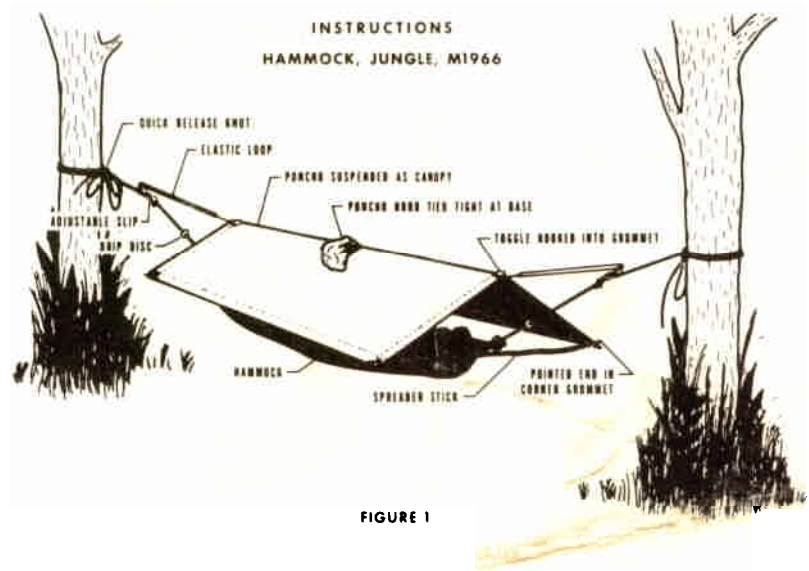 INSTRUCTIONS
HAMMOCK, JUNGLE, M1966
QUICK RELEASE KNOT
ELASTIC LOOP
PONCHO SUSPENDED AS CANOPY
PONCHO HOOD TIED TIGHT AT BASE
ADJUSTABLE SLIP
DRIP DISC
TOGGLE HOOKED INTO GROMMET
HAMMOCK
SPREADER STICK
POINTED END IN
CORNER GROMMET
FIGURE 1